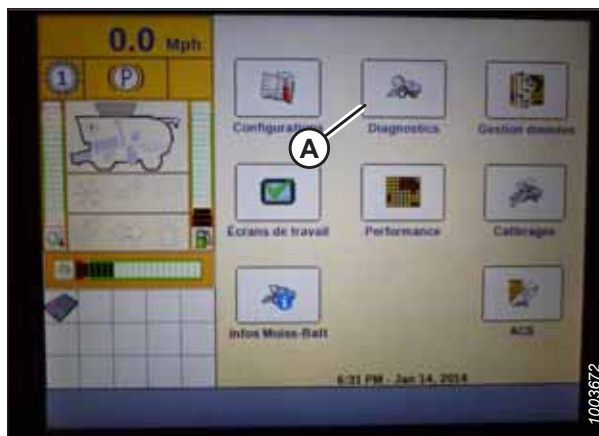 0.0 Mph
1 (P)
Configurations
Diagnostics
Gestion données
A
Écrans de travail
Performance
Calibrages
Infos Moiss-Batt
ACS
6:31 PM - Jan 14, 2014
1003672